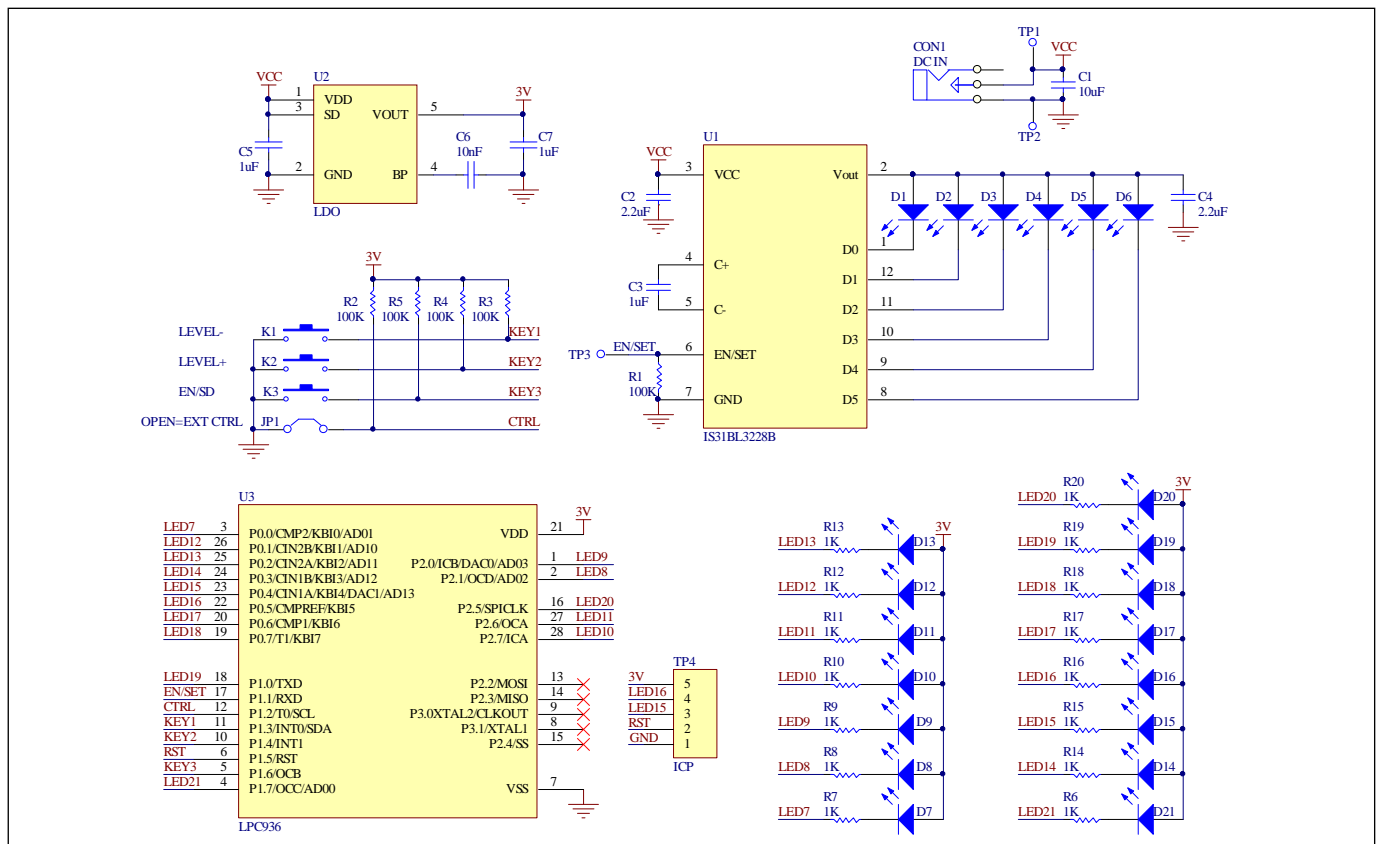 TP1
CON1
DC IN
VCC
C1
10uF
TP2
U2
VCC
1
VDD
3
SD
VOUT
5
3V
C5
1uF
C6
10nF
C7
1uF
2
GND
BP
4
LDO
U1
VCC
3
VCC
Vout
2
C2
2.2uF
D1
D2
D3
D4
D5
D6
C4
2.2uF
D0
1
4
C+
D1
12
C3
1uF
5
C-
D2
11
D3
10
TP3
EN/SET
6
EN/SET
D4
9
R1
100K
7
GND
D5
8
IS31BL3228B
3V
R2
100K
R5
100K
R4
100K
R3
100K
LEVEL-
K1
KEY1
LEVEL+
K2
KEY2
EN/SD
K3
KEY3
OPEN=EXT CTRL
JP1
CTRL
U3
LED7 3 P0.0/CMP2/KBI0/AD01
LED12 26 P0.1/CIN2B/KBI1/AD10
LED13 25 P0.2/CIN2A/KBI2/AD11
LED14 24 P0.3/CIN1B/KBI3/AD12
LED15 23 P0.4/CIN1A/KBI4/DAC1/AD13
LED16 22 P0.5/CMPREF/KBI5
LED17 20 P0.6/CMP1/KBI6
LED18 19 P0.7/T1/KBI7
LED19 18 P1.0/TXD
EN/SET 17 P1.1/RXD
CTRL 12 P1.2/T0/SCL
KEY1 11 P1.3/INT0/SDA
KEY2 10 P1.4/INT1
RST 6 P1.5/RST
KEY3 5 P1.6/OCB
LED21 4 P1.7/OCC/AD00
VDD 21 3V
P2.0/ICB/DAC0/AD03 1 LED9
P2.1/OCD/AD02 2 LED8
P2.5/SPICLK 16 LED20
P2.6/OCA 27 LED11
P2.7/ICA 28 LED10
P2.2/MOSI 13
P2.3/MISO 14
P3.0XTAL2/CLKOUT 9
P3.1/XTAL1 8
P2.4/SS 15
VSS 7
LPC936
TP4
3V 5
LED16 4
LED15 3
RST 2
GND 1
ICP
3V
R13
LED13 1K D13
R12
LED12 1K D12
R11
LED11 1K D11
R10
LED10 1K D10
R9
LED9 1K D9
R8
LED8 1K D8
R7
LED7 1K D7
3V
R20
LED20 1K D20
R19
LED19 1K D19
R18
LED18 1K D18
R17
LED17 1K D17
R16
LED16 1K D16
R15
LED15 1K D15
R14
LED14 1K D14
R6
LED21 1K D21